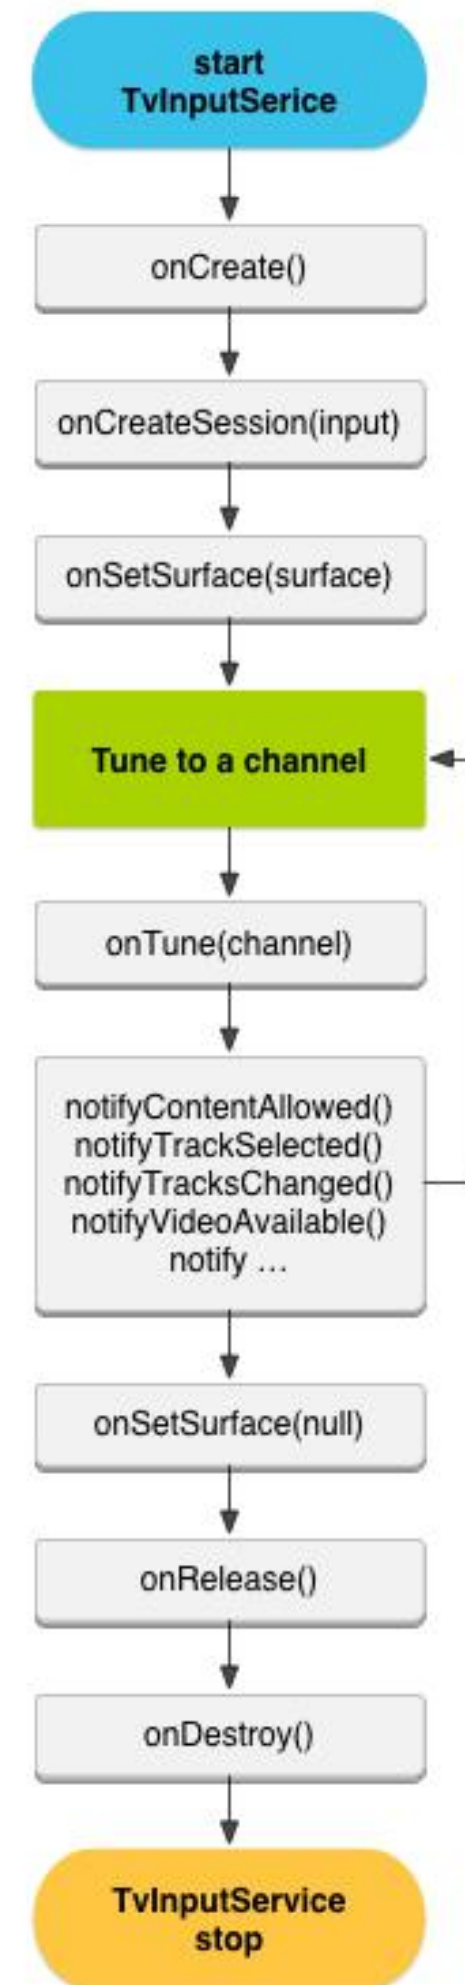 start
TvInputSerice
onCreate()
onCreateSession(input)
onSetSurface(surface)
Tune to a channel
onTune(channel)
notifyContentAllowed()
notifyTrackSelected()
notifyTracksChanged()
notifyVideoAvailable()
notify ...
onSetSurface(null)
onRelease()
onDestroy()
TvInputService
stop